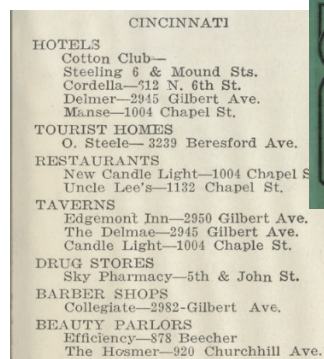 CINCINNATI
HOTELS
Cotton Club—
Steeling 6 & Mound Sts.
Cordella—612 N. 6th St.
Delmer—2945 Gilbert Ave.
Manse—1004 Chapel St.
TOURIST HOMES
O. Steele— 3239 Beresford Ave.
RESTAURANTS
New Candle Light—1004 Chapel S
Uncle Lee's—1132 Chapel St.
TAVERNS
Edgemont Inn—2950 Gilbert Ave.
The Delmae—2945 Gilbert Ave.
Candle Light—1004 Chaple St.
DRUG STORES
Sky Pharmacy—5th & John St.
BARBER SHOPS
Collegiate—2982-Gilbert Ave.
BEAUTY PARLORS
Efficiency—878 Beecher
The Hosmer—920 Churchhill Ave.